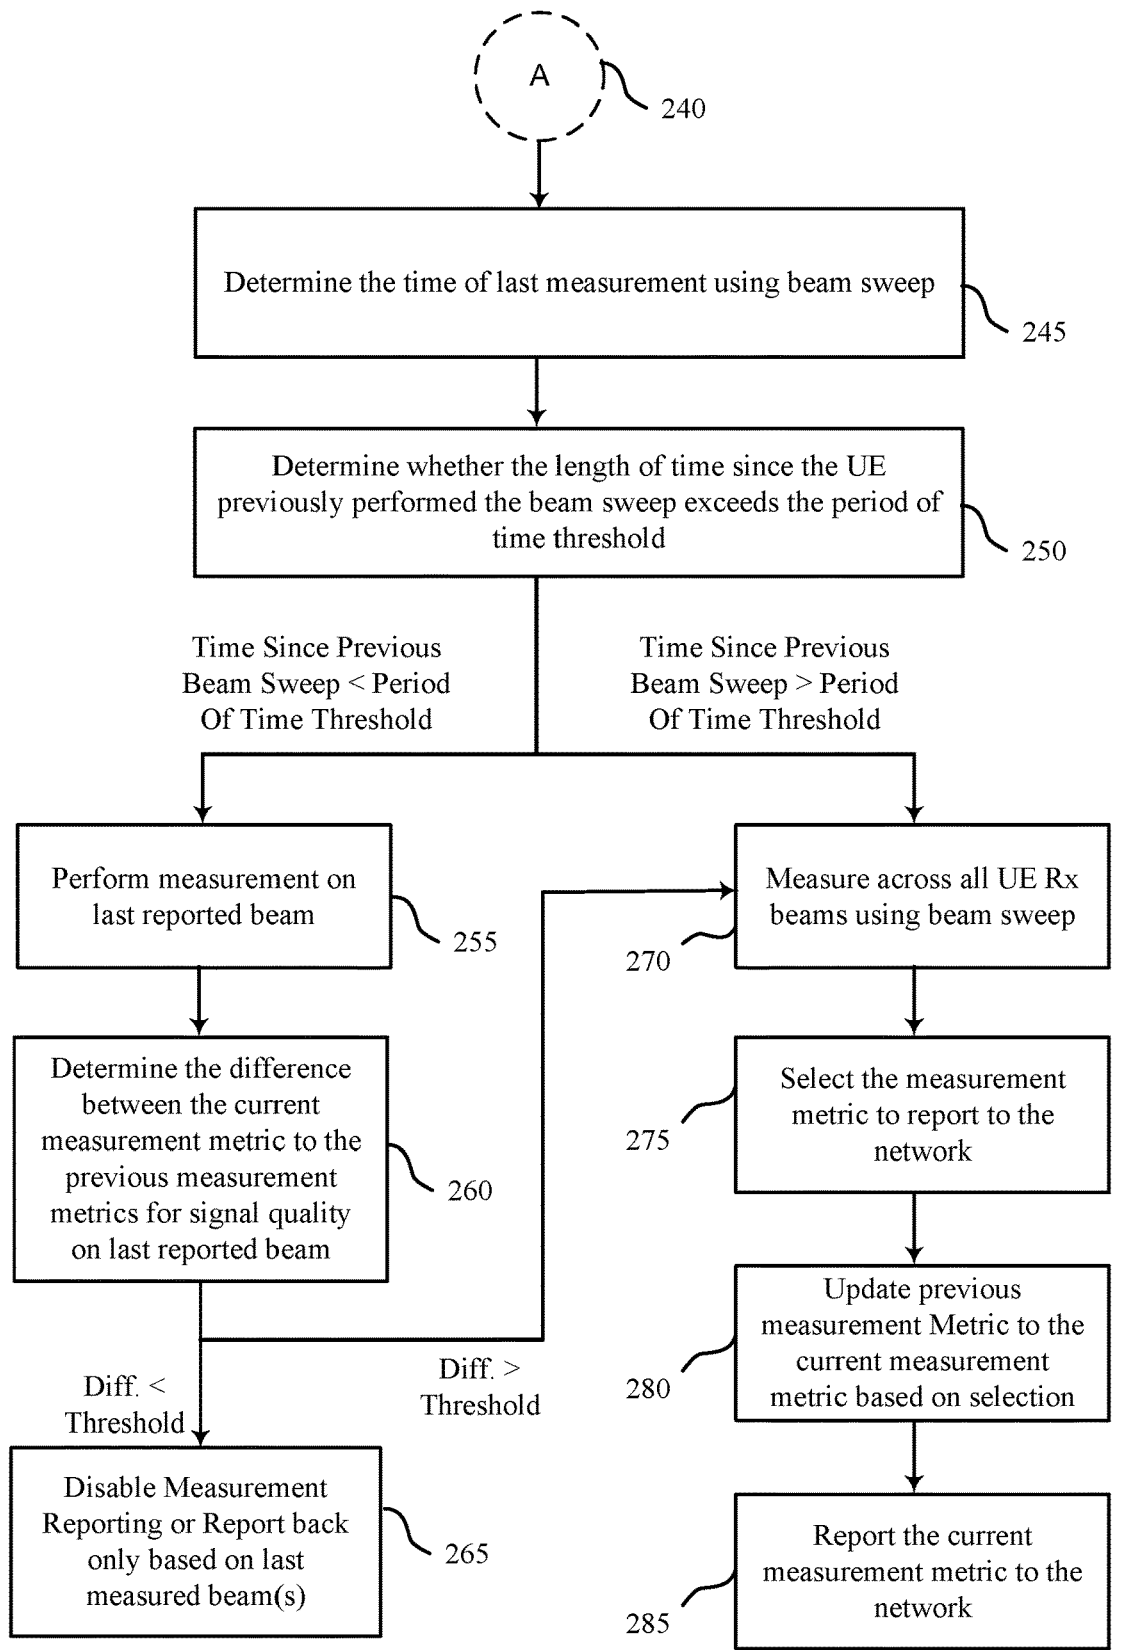 A
240
Determine the time of last measurement using beam sweep
245
Determine whether the length of time since the UE
previously performed the beam sweep exceeds the period of
time threshold
250
Time Since Previous
Beam Sweep < Period
Of Time Threshold
Time Since Previous
Beam Sweep > Period
Of Time Threshold
Perform measurement on
last reported beam
255
Measure across all UE Rx
beams using beam sweep
270
Determine the difference
between the current
measurement metric to the
previous measurement
metrics for signal quality
on last reported beam
260
Select the measurement
metric to report to the
network
275
Update previous
measurement Metric to the
current measurement
metric based on selection
280
Diff. <
Threshold
Diff. >
Threshold
Disable Measurement
Reporting or Report back
only based on last
measured beam(s)
265
Report the current
measurement metric to the
network
285